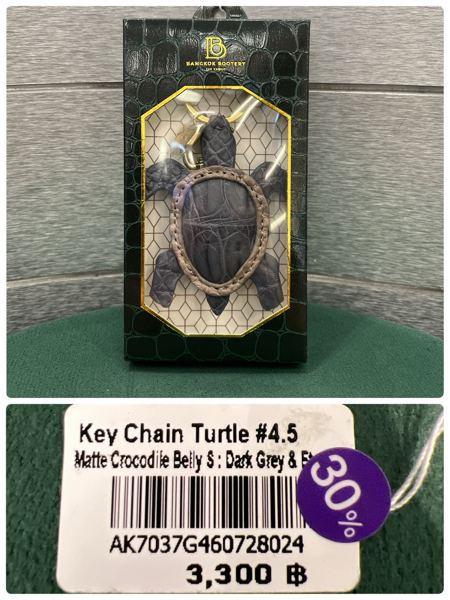 BANGKOK BOOTERY
Key Chain Turtle #4.5
Matte Crocodile Belly S : Dark Grey &
30%
AK7037G460728024
3,300 ฿